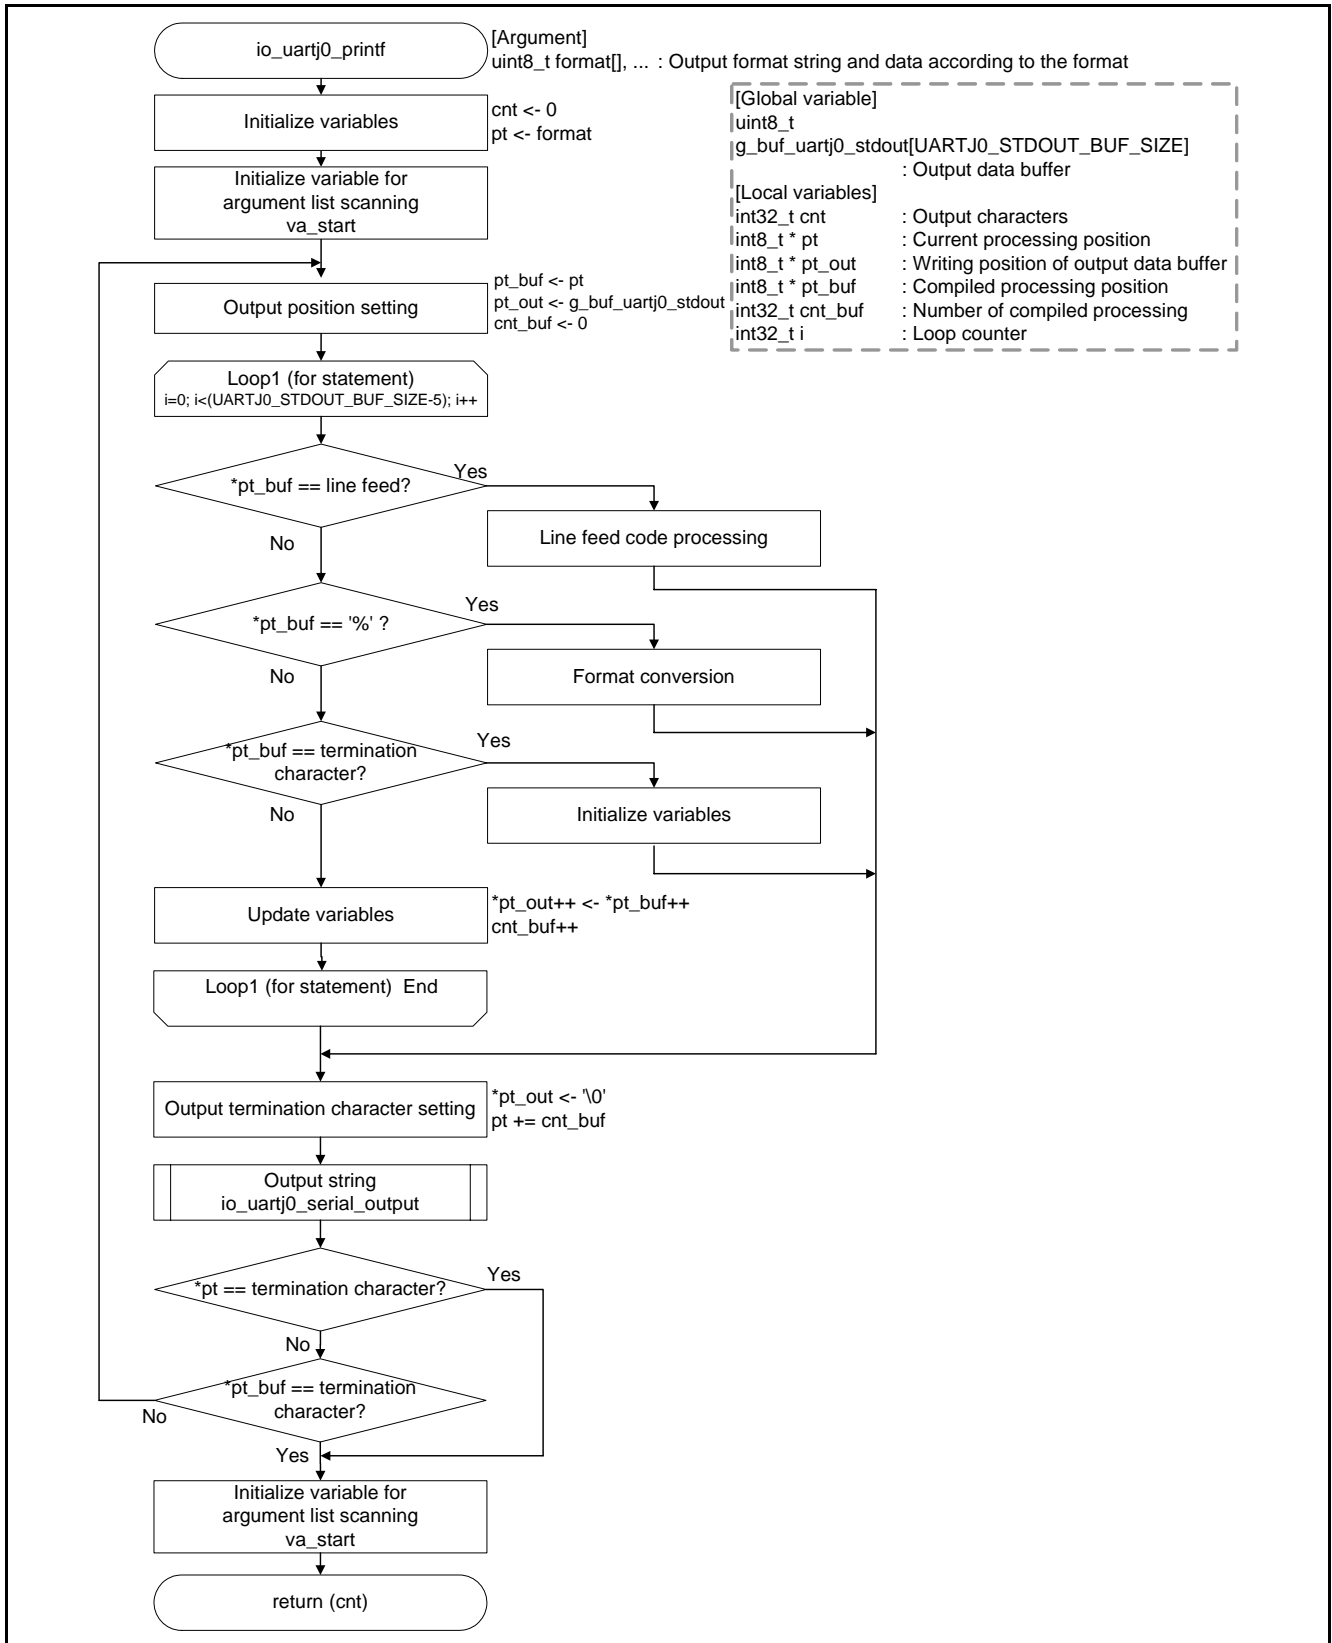 io_uartj0_printf
[Argument]
uint8_t format[], ... : Output format string and data according to the format
Initialize variables
cnt <- 0
pt <- format
[Global variable]
uint8_t
g_buf_uartj0_stdout[UARTJ0_STDOUT_BUF_SIZE]
: Output data buffer
[Local variables]
int32_t cnt : Output characters
int8_t * pt : Current processing position
int8_t * pt_out : Writing position of output data buffer
int8_t * pt_buf : Compiled processing position
int32_t cnt_buf : Number of compiled processing
int32_t i : Loop counter
Initialize variable for
argument list scanning
va_start
Output position setting
pt_buf <- pt
pt_out <- g_buf_uartj0_stdout
cnt_buf <- 0
Loop1 (for statement)
i=0; i<(UARTJ0_STDOUT_BUF_SIZE-5); i++
*pt_buf == line feed?
Yes
Line feed code processing
No
*pt_buf == '%' ?
Yes
Format conversion
No
*pt_buf == termination
character?
Yes
Initialize variables
No
Update variables
*pt_out++ <- *pt_buf++
cnt_buf++
Loop1 (for statement) End
Output termination character setting
*pt_out <- '\0'
pt += cnt_buf
Output string
io_uartj0_serial_output
*pt == termination character?
Yes
No
*pt_buf == termination
character?
No
Yes
Initialize variable for
argument list scanning
va_start
return (cnt)